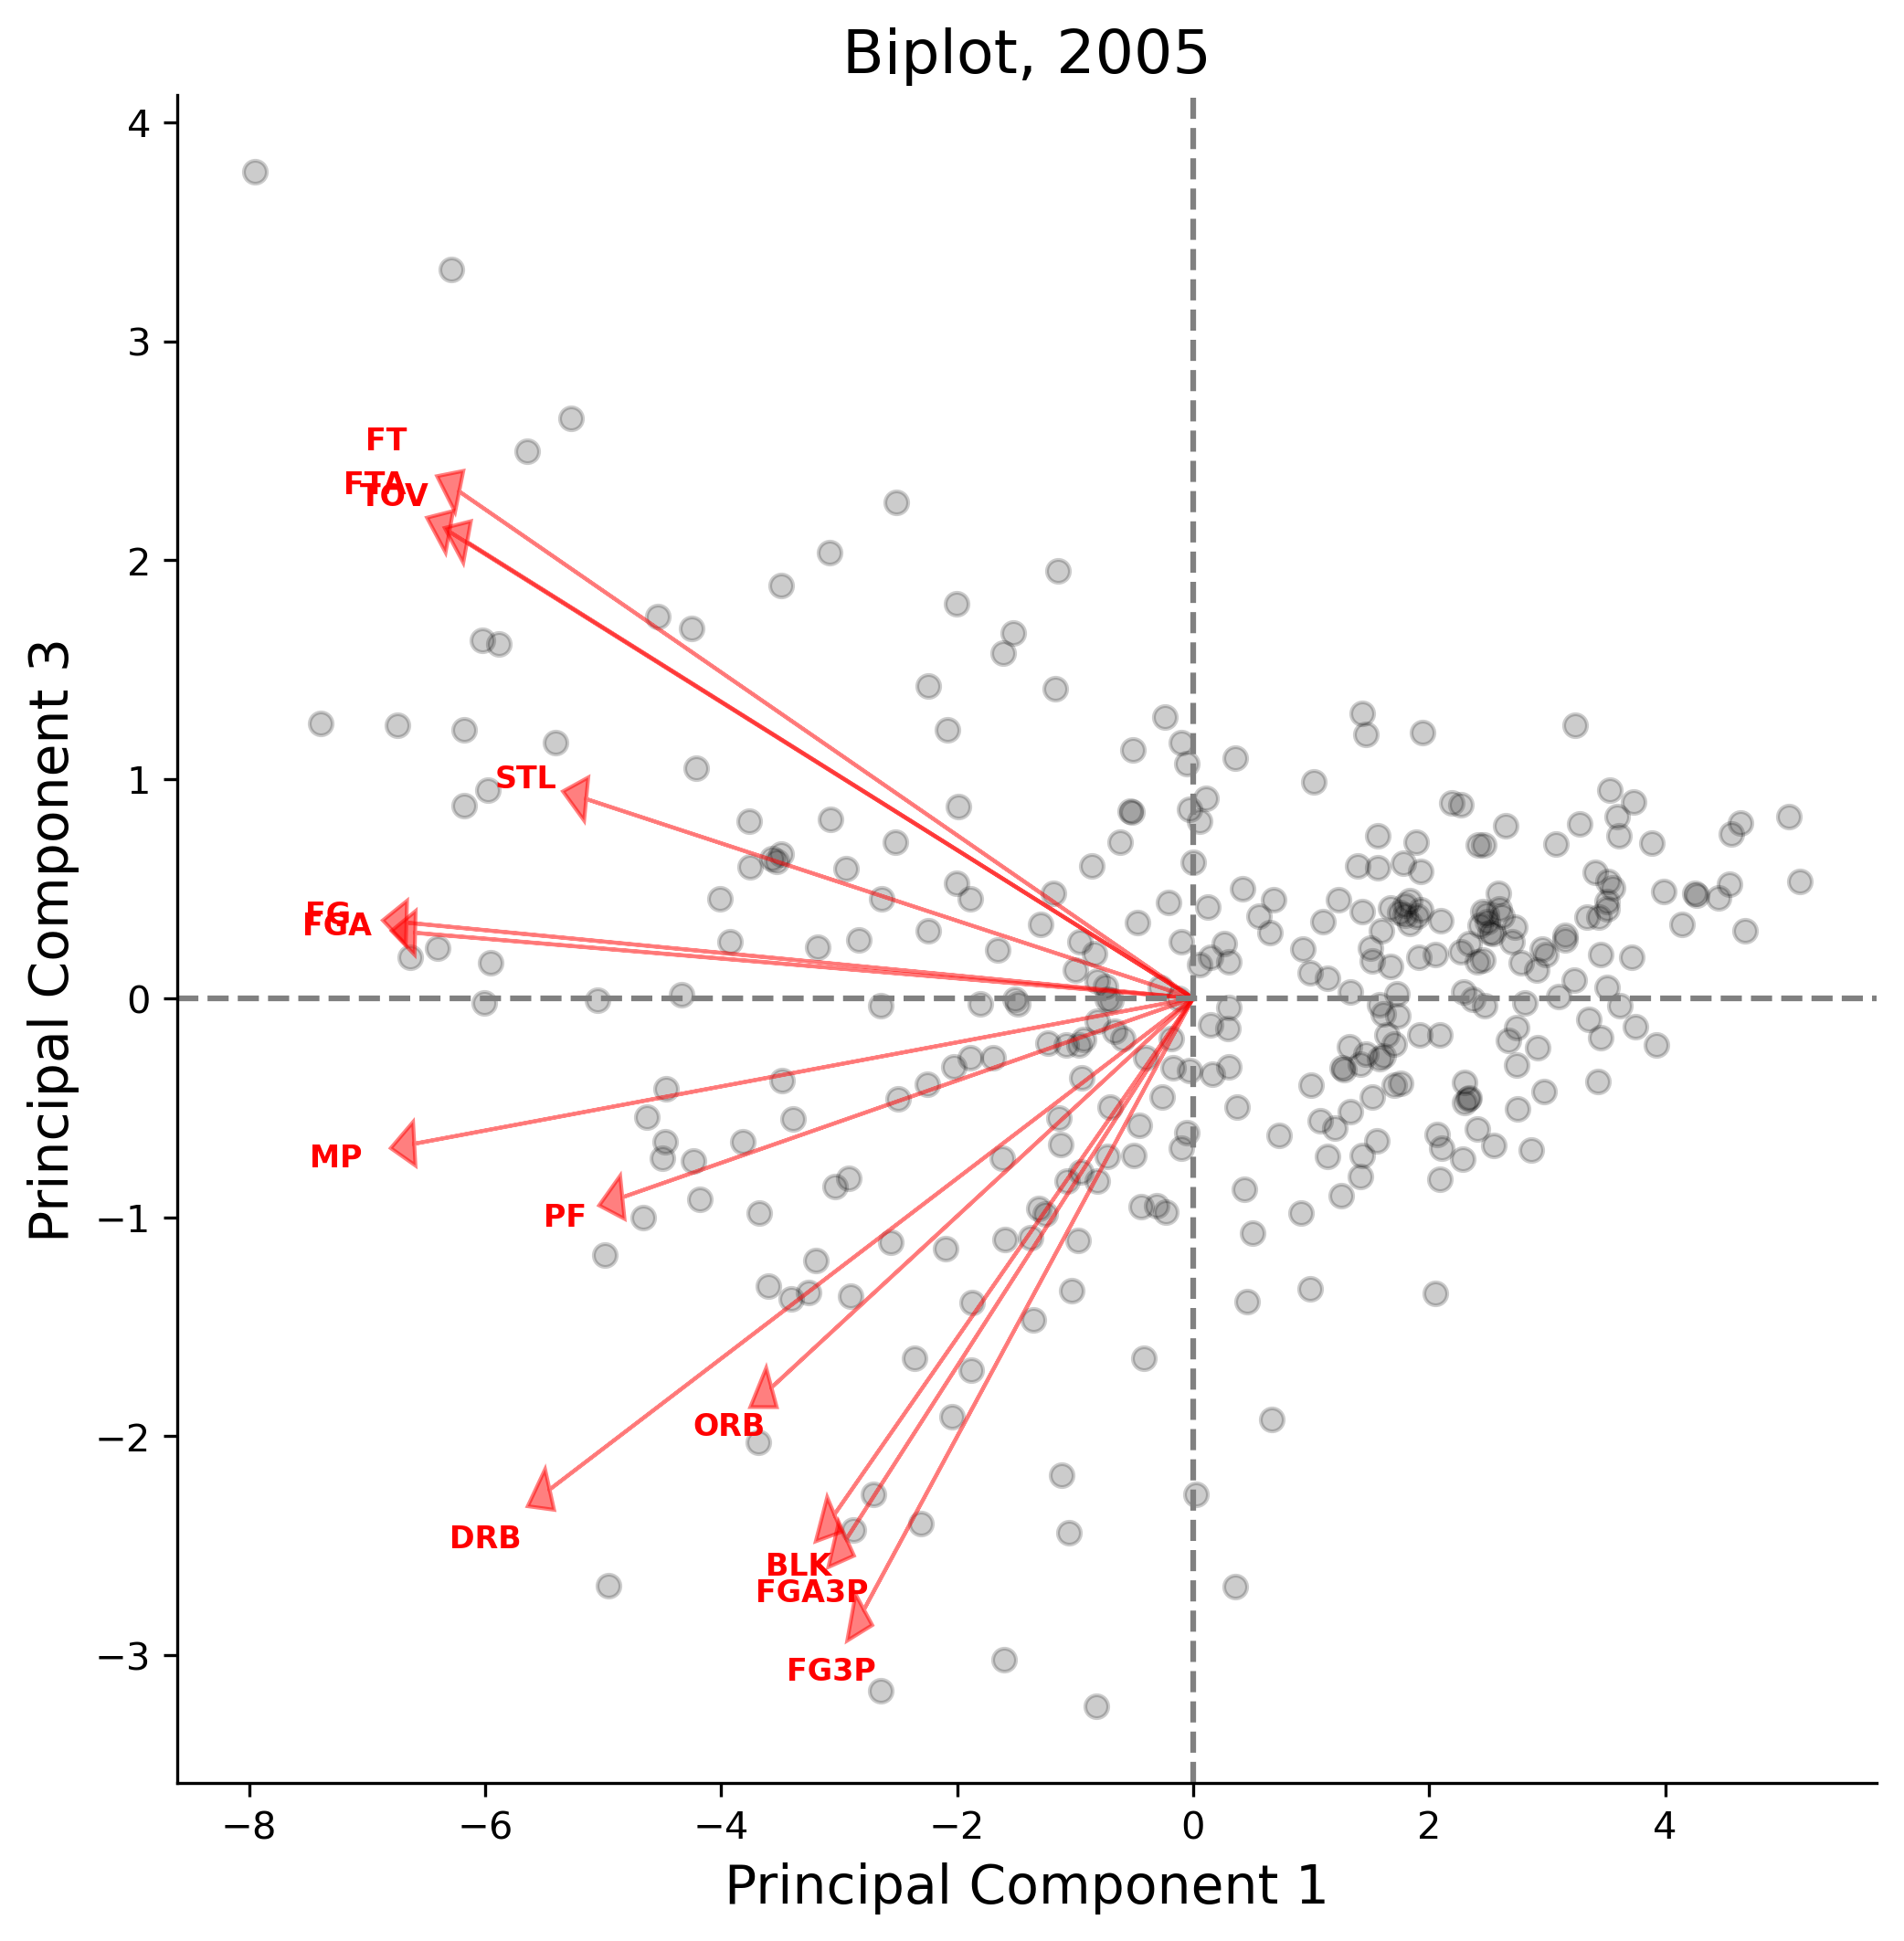 Biplot, 2005
Principal Component 3
4
3
2
1
0
−1
−2
−3
FT
FTA
TOV
STL
FG
FGA
MP
PF
ORB
DRB
BLK
FGA3P
FG3P
−8
−6
−4
−2
0
2
4
Principal Component 1